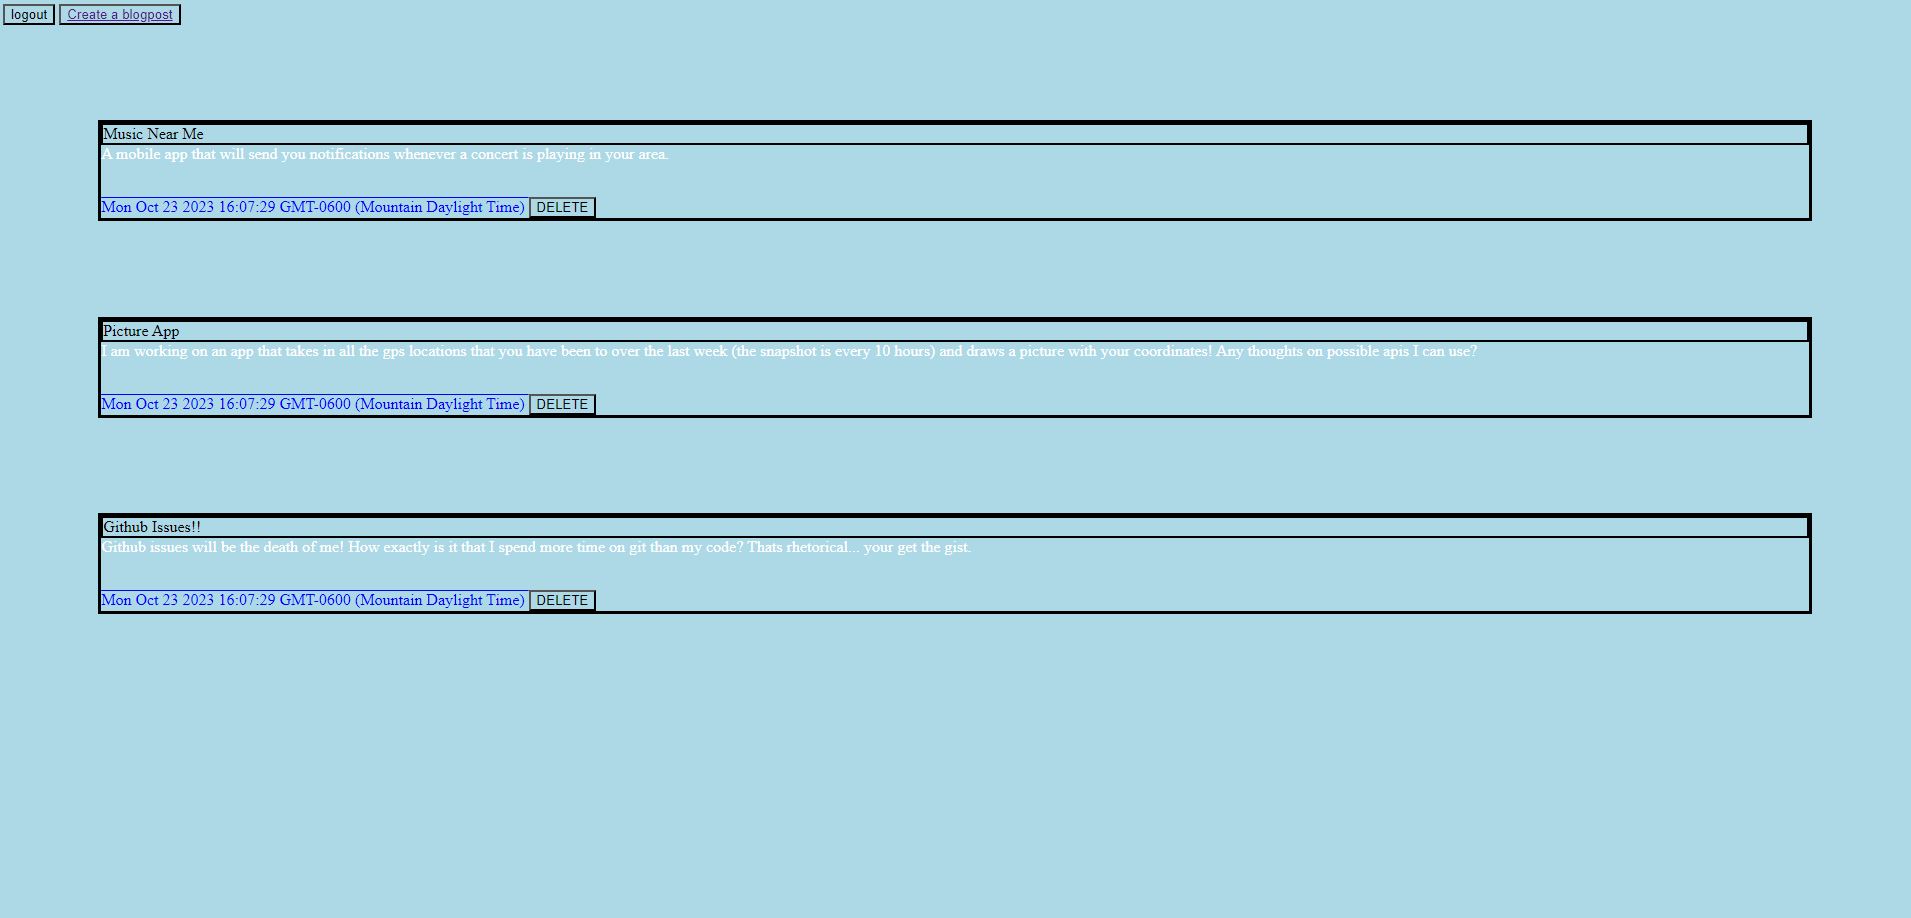 logout Create a blogpost
Music Near Me
A mobile app that will send you notifications whenever a concert is playing in your area.
Mon Oct 23 2023 16:07:29 GMT-0600 (Mountain Daylight Time) DELETE
Picture App
I am working on an app that takes in all the gps locations that you have been to over the last week (the snapshot is every 10 hours) and draws a picture with your coordinates! Any thoughts on possible apis I can use?
Mon Oct 23 2023 16:07:29 GMT-0600 (Mountain Daylight Time) DELETE
Github Issues!!
Github issues will be the death of me! How exactly is it that I spend more time on git than my code? Thats rhetorical... your get the gist.
Mon Oct 23 2023 16:07:29 GMT-0600 (Mountain Daylight Time) DELETE